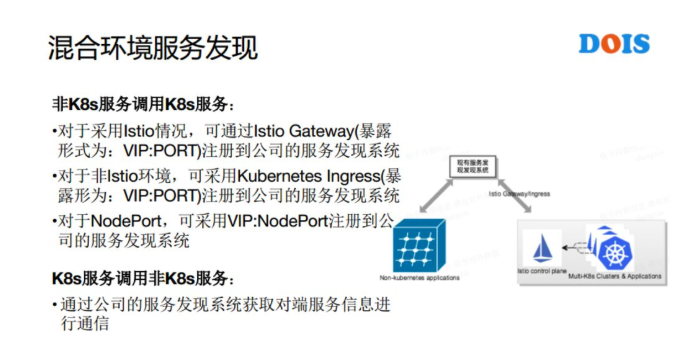 混合环境服务发现
DOIS
非K8s服务调用K8s服务：
•对于采用Istio情况，可通过Istio Gateway(暴露
形式为：VIP:PORT)注册到公司的服务发现系统
•对于非Istio环境，可采用Kubernetes Ingress(暴
露形为：VIP:PORT)注册到公司的服务发现系统
•对于NodePort，可采用VIP:NodePort注册到公
司的服务发现系统
K8s服务调用非K8s服务：
•通过公司的服务发现系统获取对端服务信息进
行通信
现有服务发
现发现系统
Istio Gateway/Ingress
Non-kubernetes applications
Istio control plane
Multi-K8s Clusters & Applications